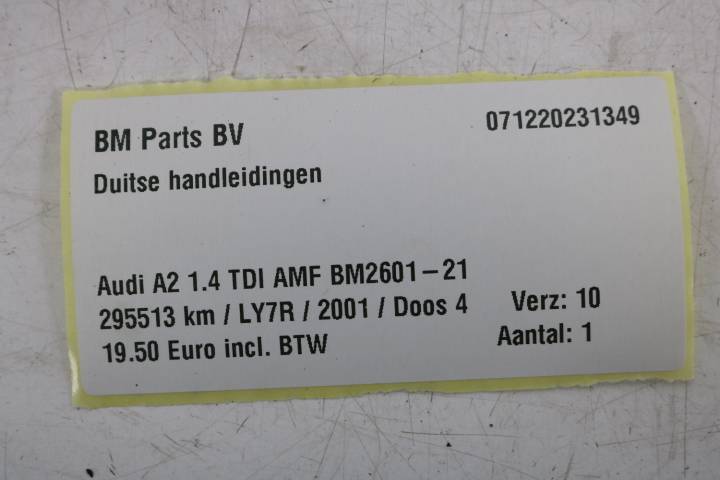 BM Parts BV 071220231349
Duitse handleidingen
Audi A2 1.4 TDI AMF BM2601-21
295513 km / LY7R / 2001 / Doos 4 Verz: 10
19.50 Euro incl. BTW Aantal: 1